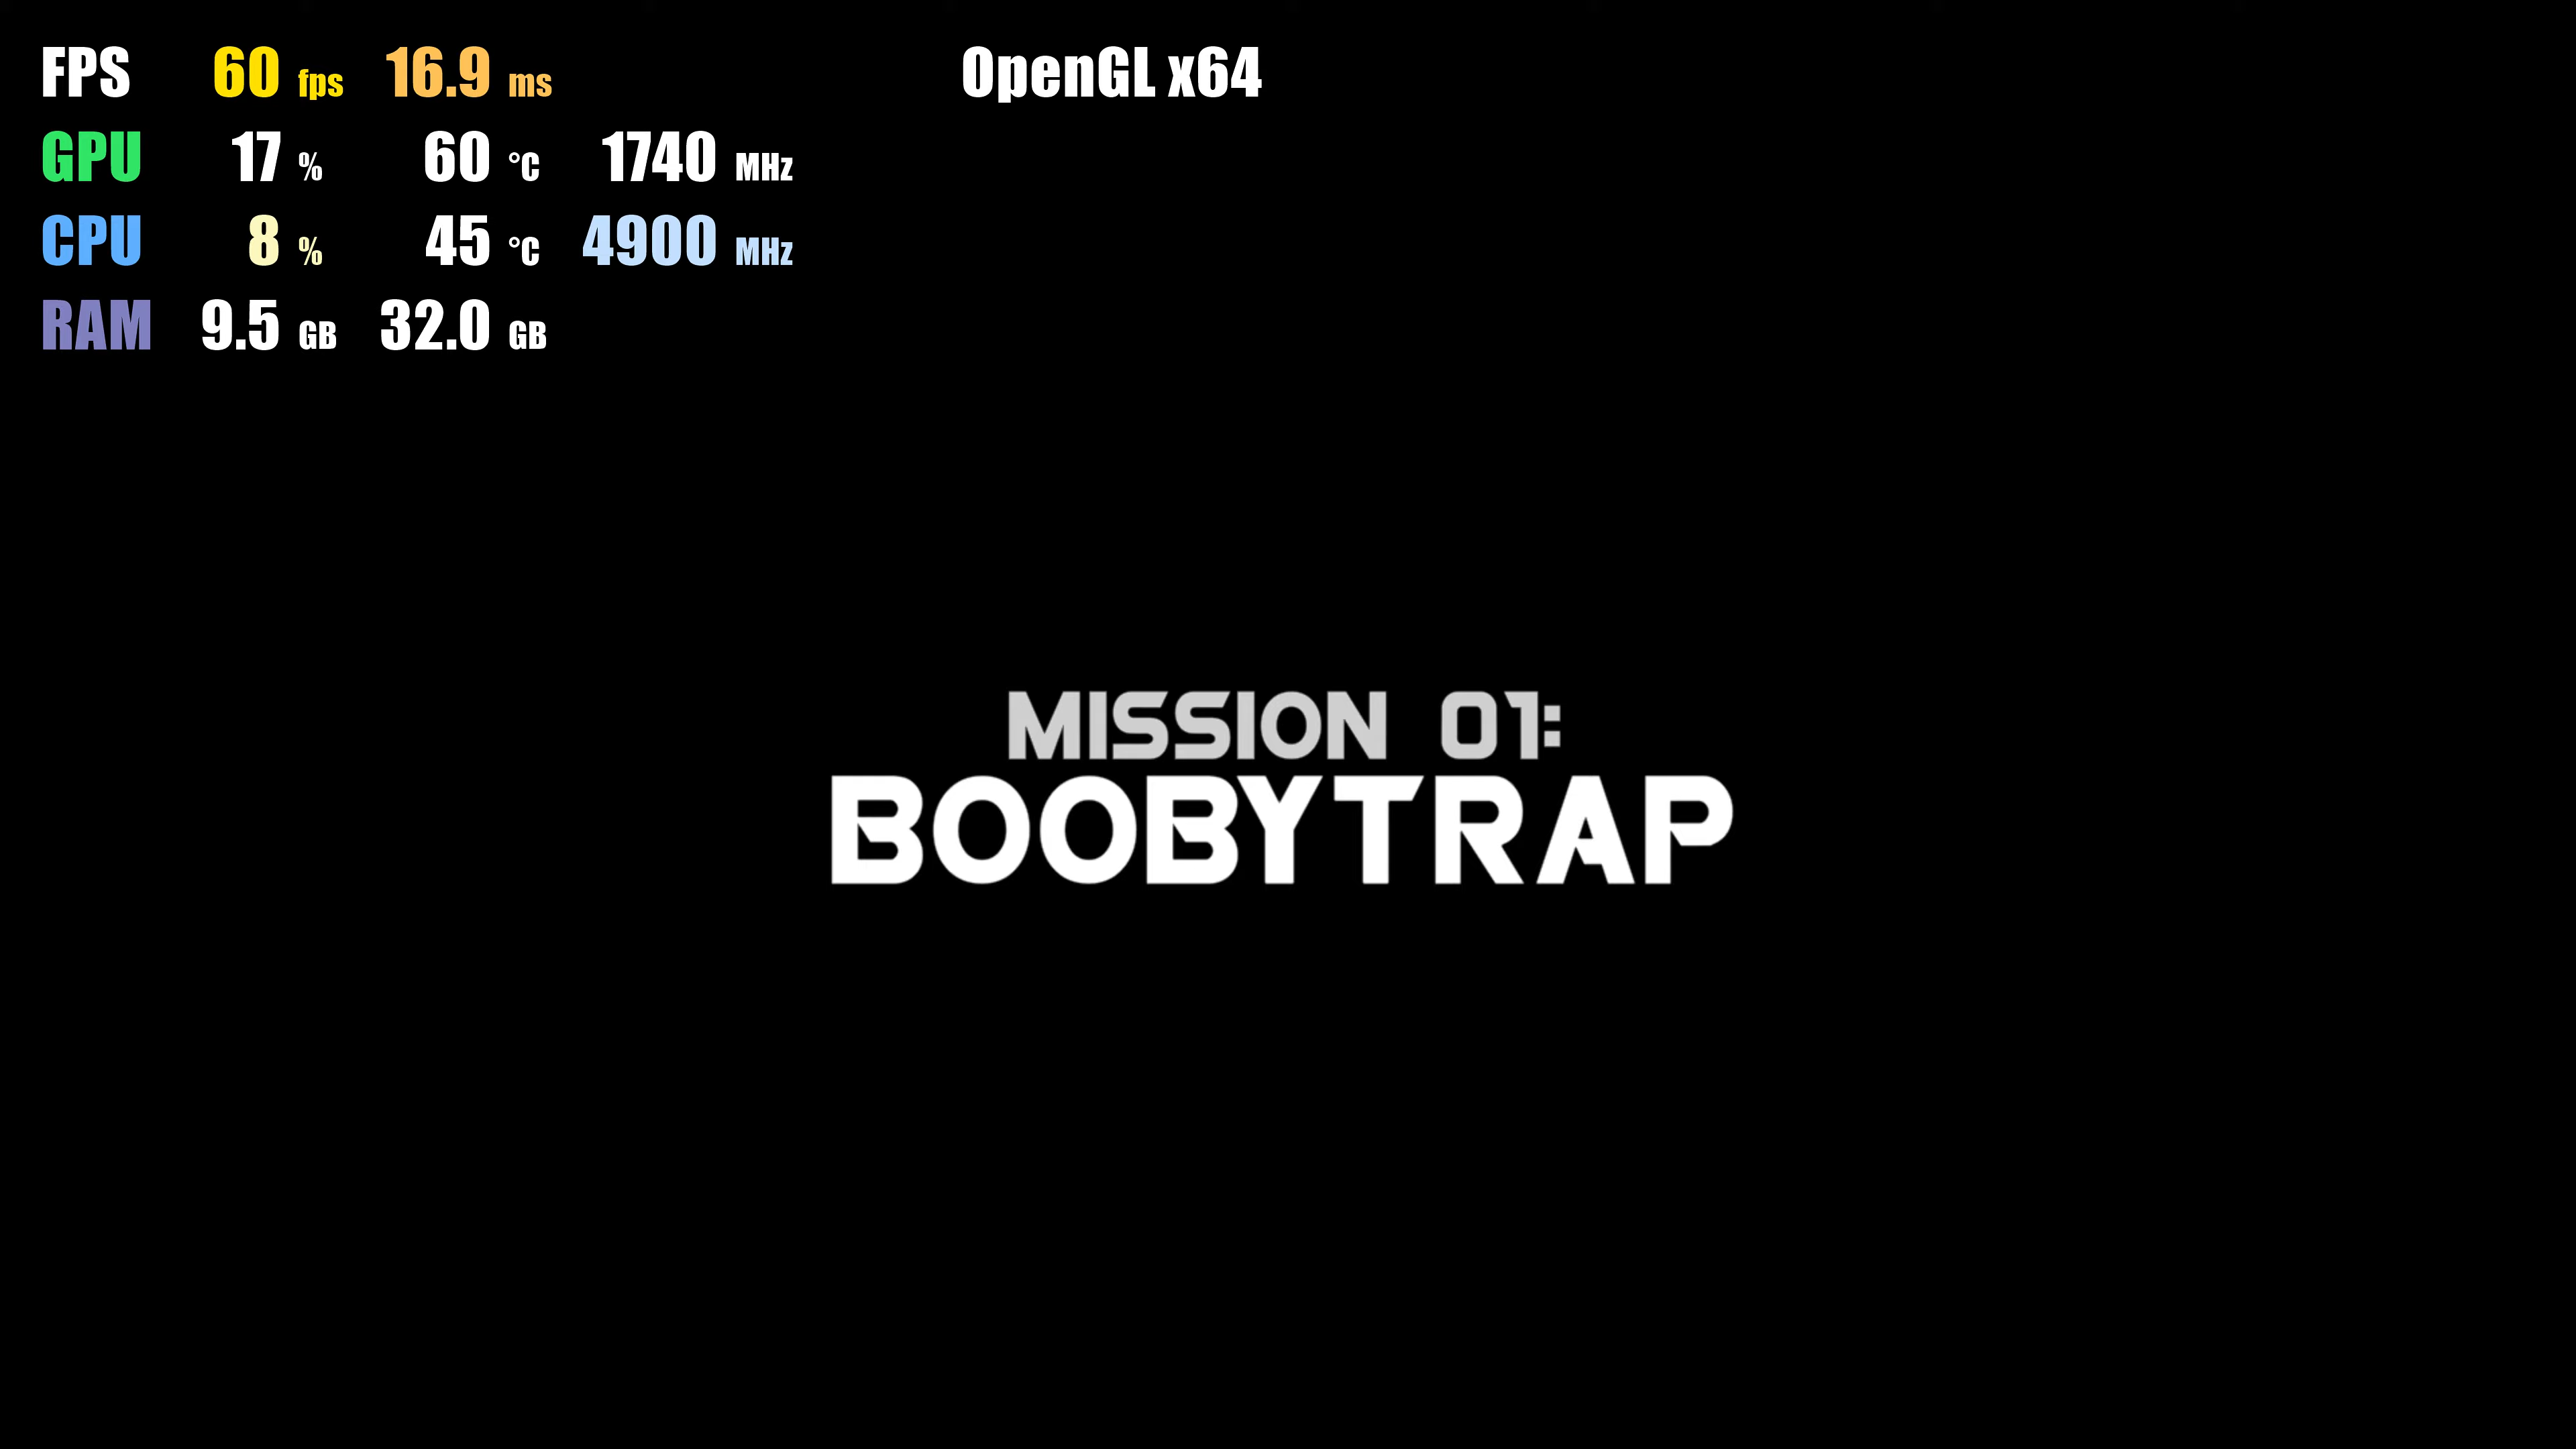 FPS 60 fps 16.9 ms OpenGL x64
GPU 17 % 60 °C 1740 MHz
CPU 8 % 45 °C 4900 MHz
RAM 9.5 GB 32.0 GB
MISSION 01:
BOOBYTRAP